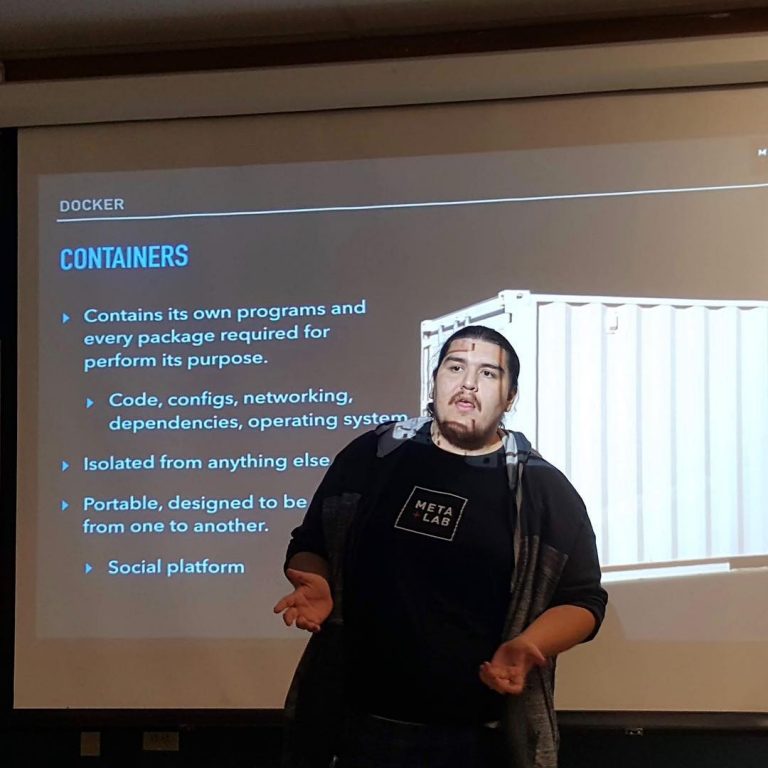 M
DOCKER
CONTAINERS
Contains its own programs and
every package required for
perform its purpose.
Code, configs, networking,
dependencies, operating system
Isolated from anything else
Portable, designed to be
from one to another.
Social platform
META
+ LAB